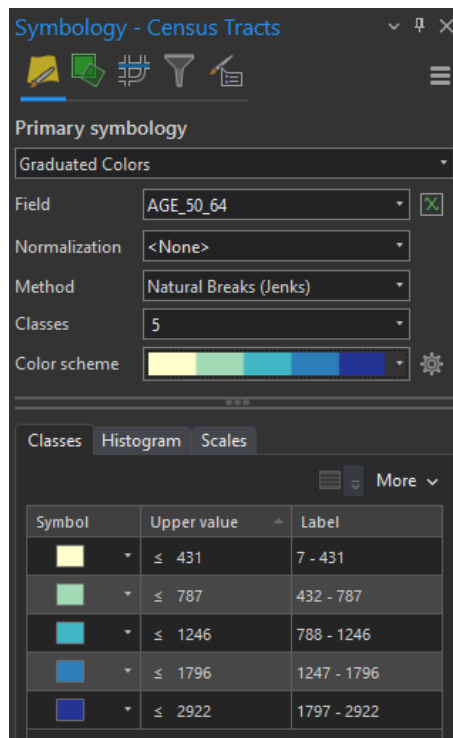 Symbology - Census Tracts
Primary symbology
Graduated Colors
Field AGE_50_64
Normalization <None>
Method Natural Breaks (Jenks)
Classes 5
Color scheme
Classes Histogram Scales
More
Symbol Upper value Label
≤ 431 7 - 431
≤ 787 432 - 787
≤ 1246 788 - 1246
≤ 1796 1247 - 1796
≤ 2922 1797 - 2922